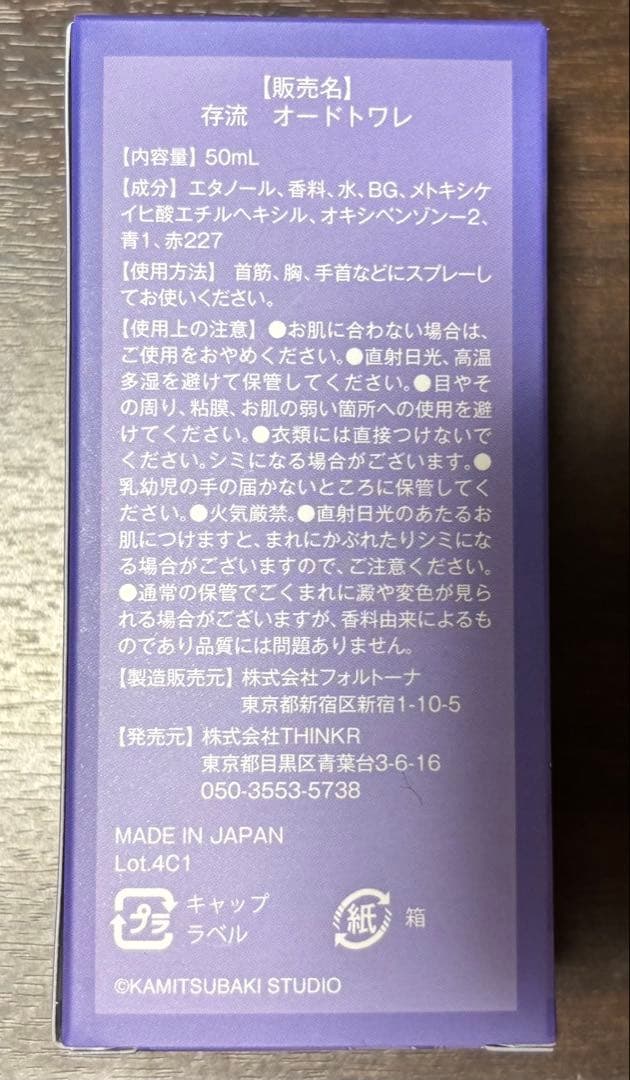 【販売名】
存流　オードトワレ
【内容量】50mL
【成分】エタノール、香料、水、BG、メトキシケ
イヒ酸エチルヘキシル、オキシベンゾンー2、
青1、赤227
【使用方法】 首筋、胸、手首などにスプレーし
てお使いください。
【使用上の注意】●お肌に合わない場合は、
ご使用をおやめください。●直射日光、高温
多湿を避けて保管してください。●目やそ
の周り、粘膜、お肌の弱い箇所への使用を避
けてください。●衣類には直接つけないで
ください。シミになる場合がございます。●
乳幼児の手の届かないところに保管してく
ださい。●火気厳禁。●直射日光のあたるお
肌につけますと、まれにかぶれたりシミにな
る場合がございますので、ご注意ください。
●通常の保管でごくまれに澱や変色が見ら
れる場合がございますが、香料由来によるも
のであり品質には問題ありません。
【製造販売元】株式会社フォルトーナ
東京都新宿区新宿1-10-5
【発売元】株式会社THINKR
東京都目黒区青葉台3-6-16
050-3553-5738
MADE IN JAPAN
Lot.4C1
プラ キャップ
ラベル
紙 箱
©KAMITSUBAKI STUDIO